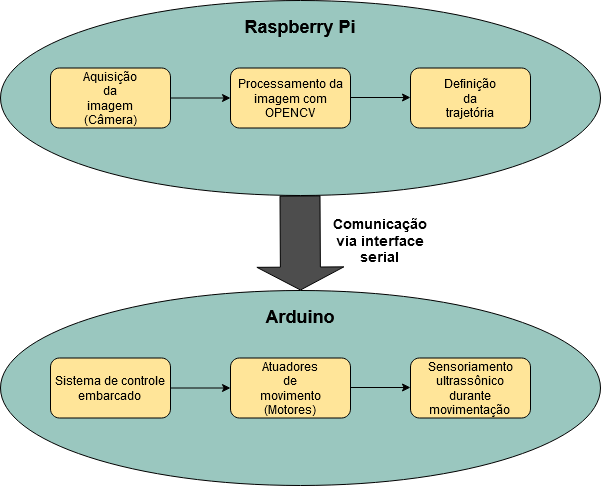 Raspberry Pi
Aquisição
da
imagem
(Câmera)
Processamento da
imagem com
OPENCV
Definição
da
trajetória
Comunicação
via interface
serial
Arduino
Sistema de controle
embarcado
Atuadores
de
movimento
(Motores)
Sensoriamento
ultrassônico
durante
movimentação